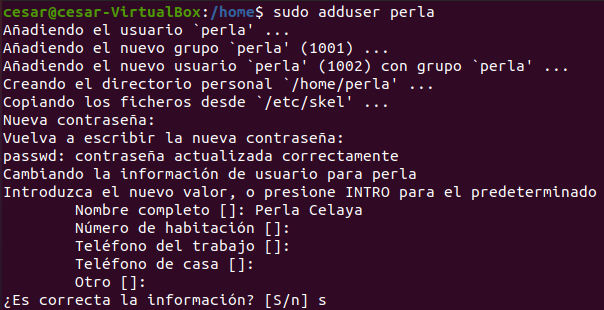 cesar@cesar-VirtualBox:/home$ sudo adduser perla
Añadiendo el usuario `perla' ...
Añadiendo el nuevo grupo `perla' (1001) ...
Añadiendo el nuevo usuario `perla' (1002) con grupo `perla' ...
Creando el directorio personal `/home/perla' ...
Copiando los ficheros desde `/etc/skel' ...
Nueva contraseña:
Vuelva a escribir la nueva contraseña:
passwd: contraseña actualizada correctamente
Cambiando la información de usuario para perla
Introduzca el nuevo valor, o presione INTRO para el predeterminado
Nombre completo []: Perla Celaya
Número de habitación []:
Teléfono del trabajo []:
Teléfono de casa []:
Otro []:
¿Es correcta la información? [S/n] s